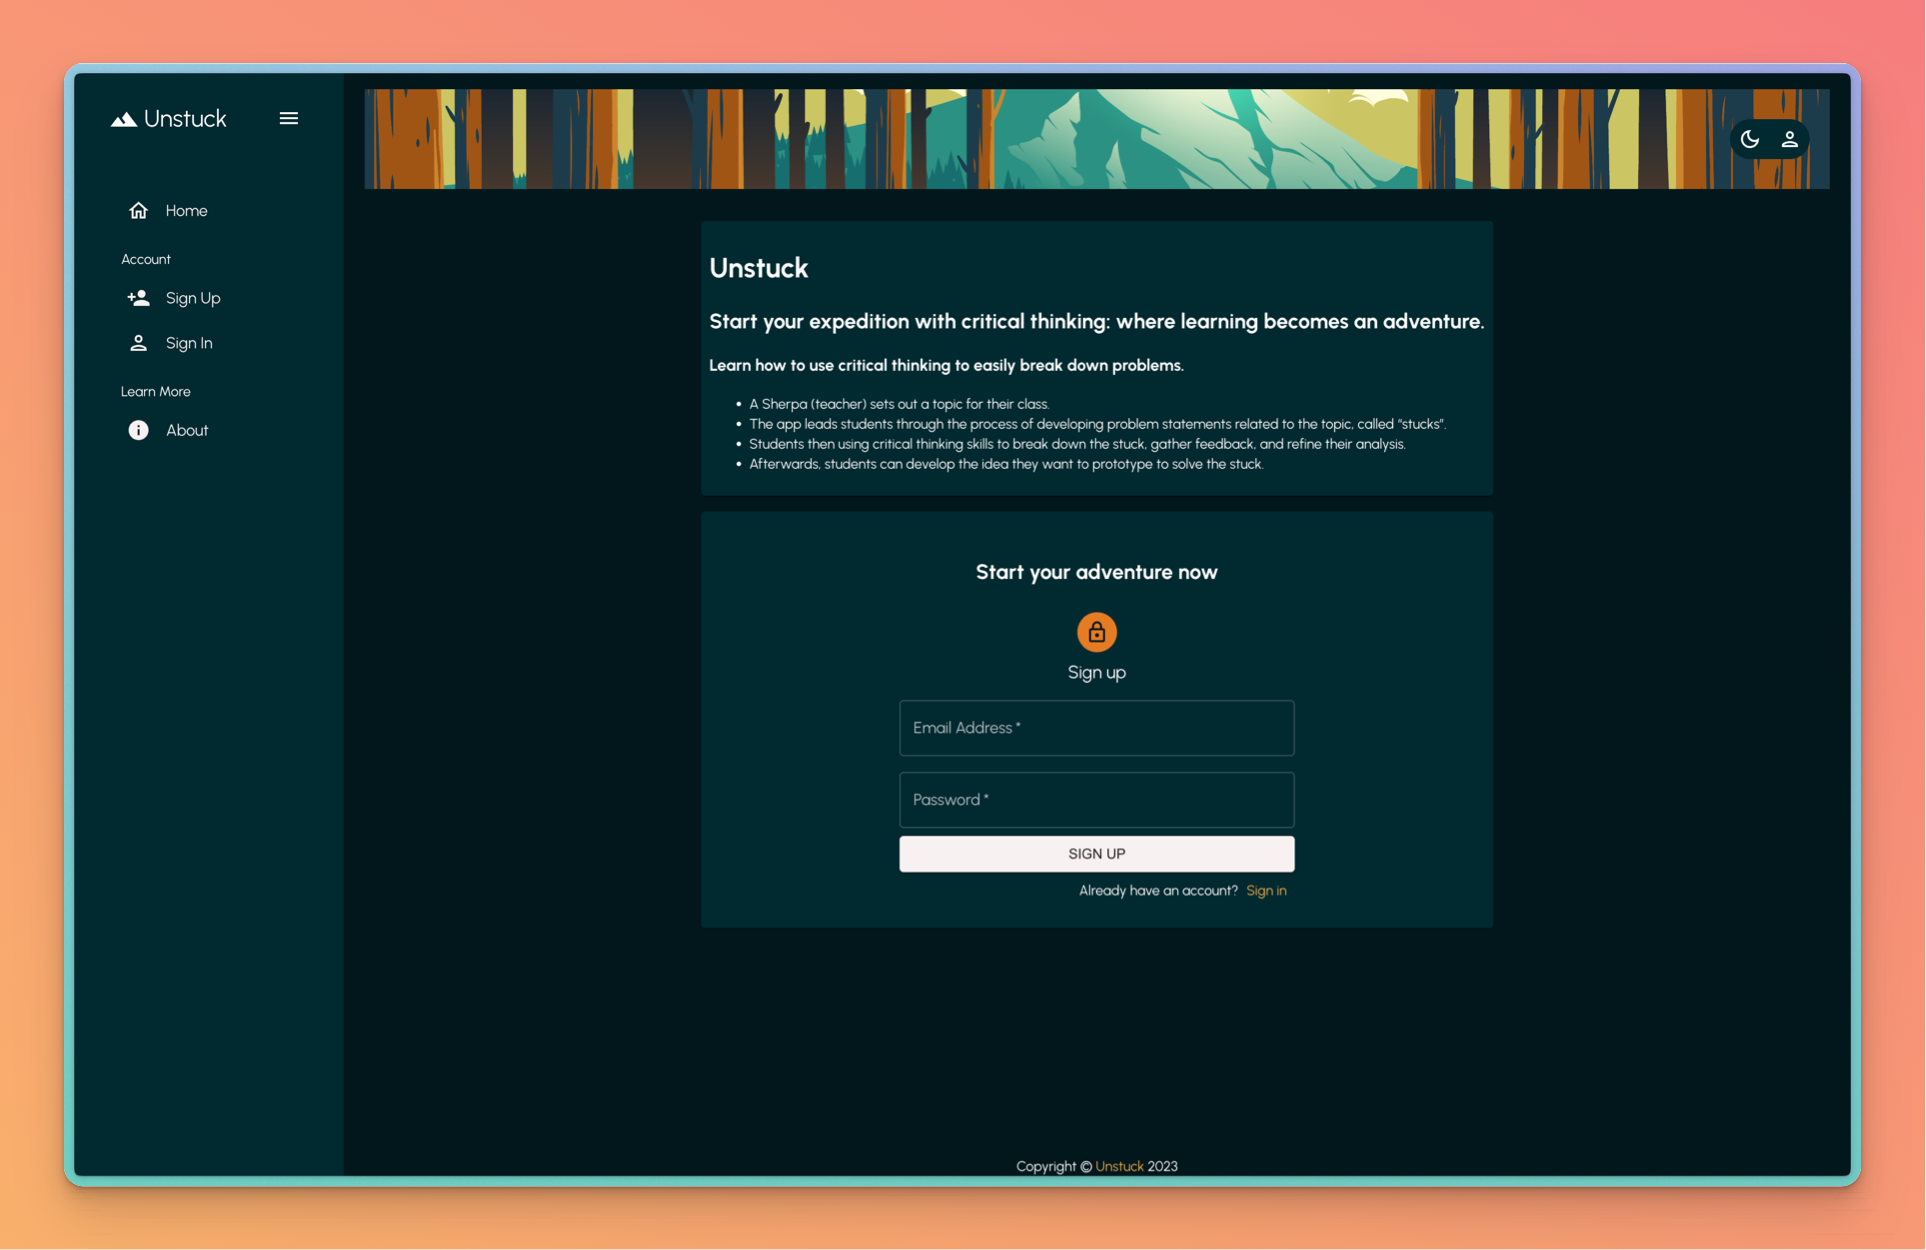 Unstuck
Home
Account
Sign Up
Sign In
Learn More
About
Unstuck
Start your expedition with critical thinking: where learning becomes an adventure.
Learn how to use critical thinking to easily break down problems.
• A Sherpa (teacher) sets out a topic for their class.
• The app leads students through the process of developing problem statements related to the topic, called “stucks”.
• Students then using critical thinking skills to break down the stuck, gather feedback, and refine their analysis.
• Afterwards, students can develop the idea they want to prototype to solve the stuck.
Start your adventure now
Sign up
Email Address *
Password *
SIGN UP
Already have an account? Sign in
Copyright © Unstuck 2023